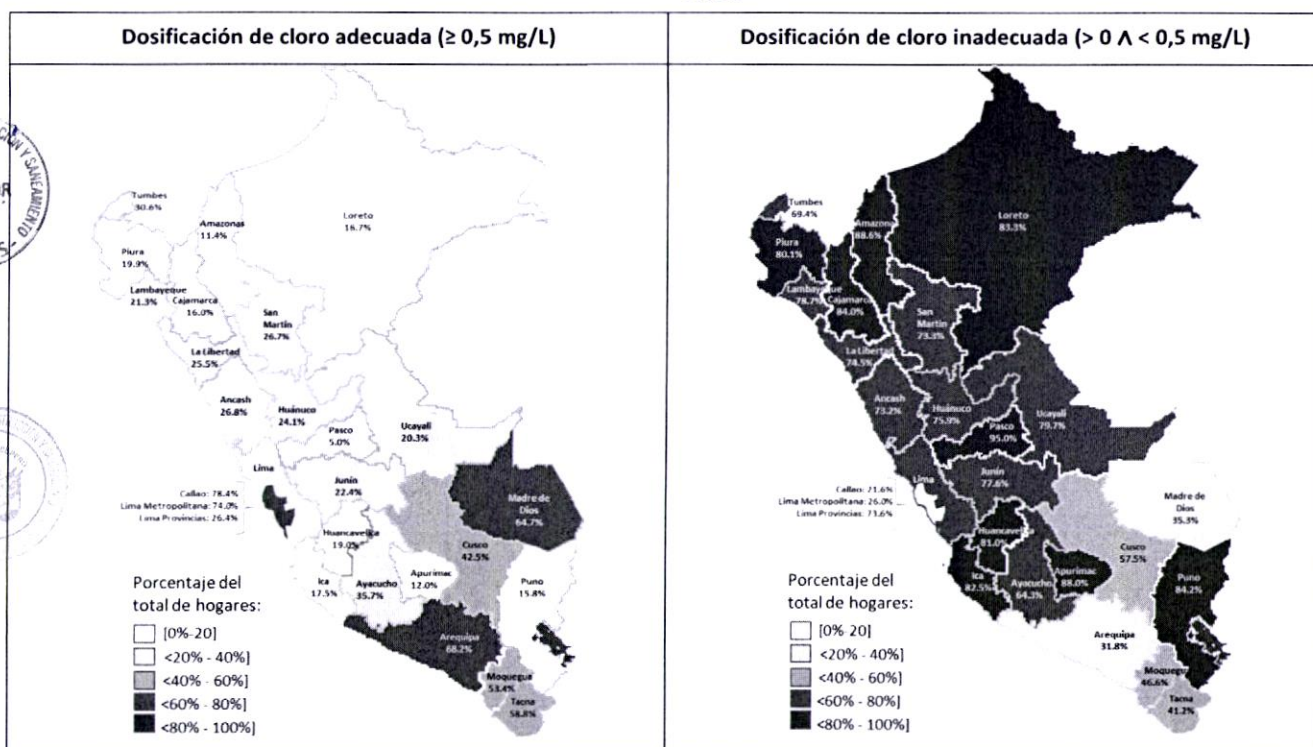 Dosificación de cloro adecuada (≥ 0,5 mg/L)
Tumbes
30.6%
Piura
19.9%
Lambayeque
21.3%
Amazonas
11.4%
Cajamarca
16.0%
Loreto
16.7%
San
Martín
26.7%
La Libertad
25.5%
Ancash
26.8%
Huánuco
24.1%
Pasco
5.0%
Ucayali
20.3%
Lima
Junín
22.4%
Callao: 78.4%
Lima Metropolitana: 74.0%
Lima Provincias: 26.4%
Madre de
Dios
64.7%
Huancavelica
19.0%
Cusco
42.5%
Ica
17.5%
Ayacucho
35.7%
Apurímac
12.0%
Puno
15.8%
Arequipa
68.2%
Moquegua
53.4%
Tacna
58.8%
Porcentaje del
total de hogares:
[0%-20]
<20% - 40%]
<40% - 60%]
<60% - 80%]
<80% - 100%]
Dosificación de cloro inadecuada (> 0 Λ < 0,5 mg/L)
Tumbes
69.4%
Piura
80.1%
Lambayeque
78.7%
Amazona
88.6%
Cajamarca
84.0%
Loreto
83.3%
San
Martín
73.3%
La Libertad
74.5%
Ancash
73.2%
Huánuco
75.9%
Pasco
95.0%
Ucayali
79.7%
Lima
Junín
77.6%
Callao: 21.6%
Lima Metropolitana: 26.0%
Lima Provincias: 73.6%
Madre de
Dios
35.3%
Huancavelica
81.0%
Cusco
57.5%
Ica
82.5%
Ayacucho
64.3%
Apurímac
88.0%
Puno
84.2%
Arequipa
31.8%
Moquegu
46.6%
Tacna
41.2%
Porcentaje del
total de hogares:
[0%-20]
<20% - 40%]
<40% - 60%]
<60% - 80%]
<80% - 100%]
Y SANEAMIENTO